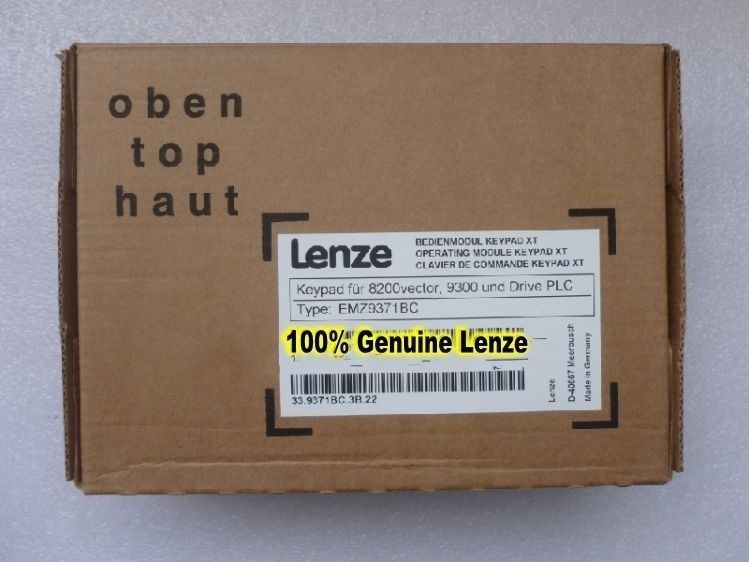 oben
top
haut
Lenze
BEDIENMODUL KEYPAD XT
OPERATING MODULE KEYPAD XT
CLAVIER DE COMMANDE KEYPAD XT
Keypad für 8200vector, 9300 und Drive PLC
Type: EMZ9371BC
100% Genuine Lenze
33.9371BC.3B.22
Lenze
D-40667 Meerbusch
Made in Germany